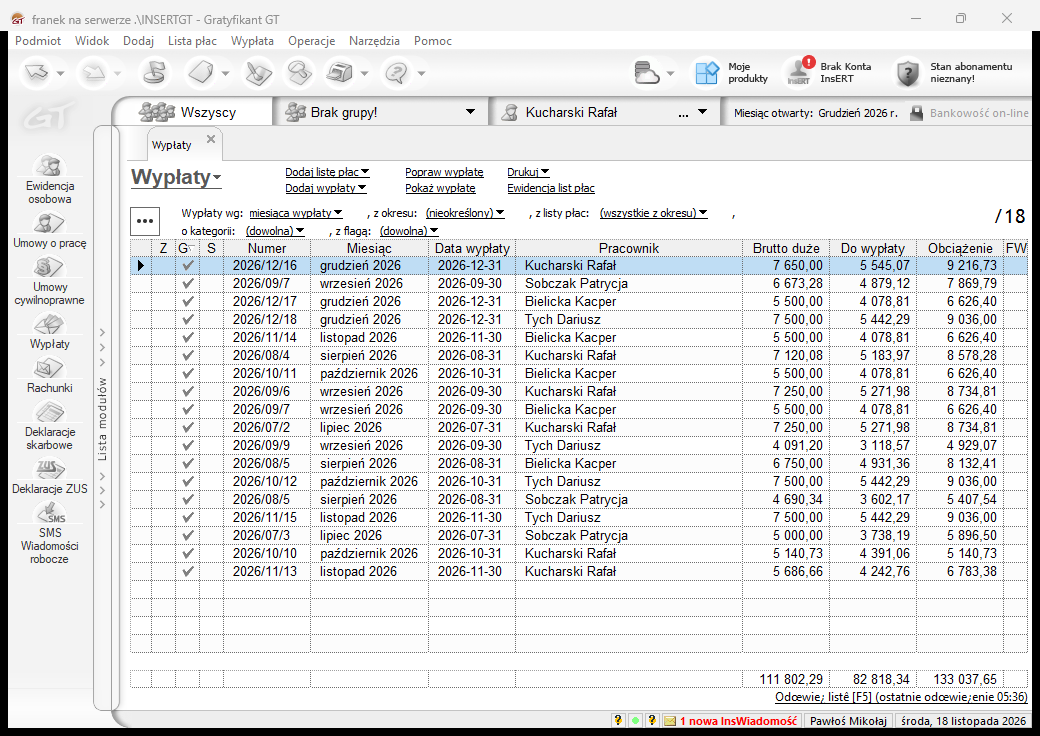 franek na serwerze .\INSERTGT - Gratyfikant GT
Podmiot Widok Dodaj Lista płac Wypłata Operacje Narzędzia Pomoc
Moje produkty
Brak Konta InsERT
Stan abonamentu nieznany!
GT
Wszyscy
Brak grupy!
Kucharski Rafał ...
Miesiąc otwarty: Grudzień 2026 r.
Bankowość on-line
Ewidencja osobowa
Umowy o pracę
Umowy cywilnoprawne
Wypłaty
Rachunki
Deklaracje skarbowe
Deklaracje ZUS
SMS Wiadomości robocze
Lista modułów
Wypłaty
Wypłaty
Dodaj listę płac Popraw wypłatę Drukuj
Dodaj wypłaty Pokaż wypłatę Ewidencja list płac
Wypłaty wg: miesiąca wypłaty , z okresu: (nieokreślony) , z listy płac: (wszystkie z okresu) ,
o kategorii: (dowolna) , z flagą: (dowolna)
/18
Z G S Numer Miesiąc Data wypłaty Pracownik Brutto duże Do wypłaty Obciążenie FW
2026/12/16 grudzień 2026 2026-12-31 Kucharski Rafał 7 650,00 5 545,07 9 216,73
2026/09/7 wrzesień 2026 2026-09-30 Sobczak Patrycja 6 673,28 4 879,12 7 869,79
2026/12/17 grudzień 2026 2026-12-31 Bielicka Kacper 5 500,00 4 078,81 6 626,40
2026/12/18 grudzień 2026 2026-12-31 Tych Dariusz 7 500,00 5 442,29 9 036,00
2026/11/14 listopad 2026 2026-11-30 Bielicka Kacper 5 500,00 4 078,81 6 626,40
2026/08/4 sierpień 2026 2026-08-31 Kucharski Rafał 7 120,08 5 183,97 8 578,28
2026/10/11 październik 2026 2026-10-31 Bielicka Kacper 5 500,00 4 078,81 6 626,40
2026/09/6 wrzesień 2026 2026-09-30 Kucharski Rafał 7 250,00 5 271,98 8 734,81
2026/09/7 wrzesień 2026 2026-09-30 Bielicka Kacper 5 500,00 4 078,81 6 626,40
2026/07/2 lipiec 2026 2026-07-31 Kucharski Rafał 7 250,00 5 271,98 8 734,81
2026/09/9 wrzesień 2026 2026-09-30 Tych Dariusz 4 091,20 3 118,57 4 929,07
2026/08/5 sierpień 2026 2026-08-31 Bielicka Kacper 6 750,00 4 931,36 8 132,41
2026/10/12 październik 2026 2026-10-31 Tych Dariusz 7 500,00 5 442,29 9 036,00
2026/08/5 sierpień 2026 2026-08-31 Sobczak Patrycja 4 690,34 3 602,17 5 407,54
2026/11/15 listopad 2026 2026-11-30 Tych Dariusz 7 500,00 5 442,29 9 036,00
2026/07/3 lipiec 2026 2026-07-31 Sobczak Patrycja 5 000,00 3 738,19 5 896,50
2026/10/10 październik 2026 2026-10-31 Kucharski Rafał 5 140,73 4 391,06 5 140,73
2026/11/13 listopad 2026 2026-11-30 Kucharski Rafał 5 686,66 4 242,76 6 783,38
111 802,29 82 818,34 133 037,65
Odœwie¿ listê [F5] (ostatnie odœwie¿enie 05:36)
1 nowa InsWiadomość Pawłoś Mikołaj środa, 18 listopada 2026